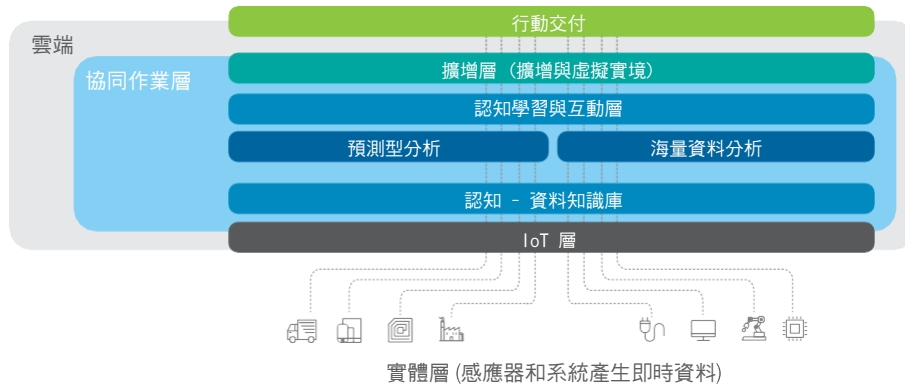 行動交付
雲端
擴增層（擴增與虛擬實境）
協同作業層
認知學習與互動層
預測型分析
海量資料分析
認知 - 資料知識庫
IoT 層
實體層 (感應器和系統產生即時資料)